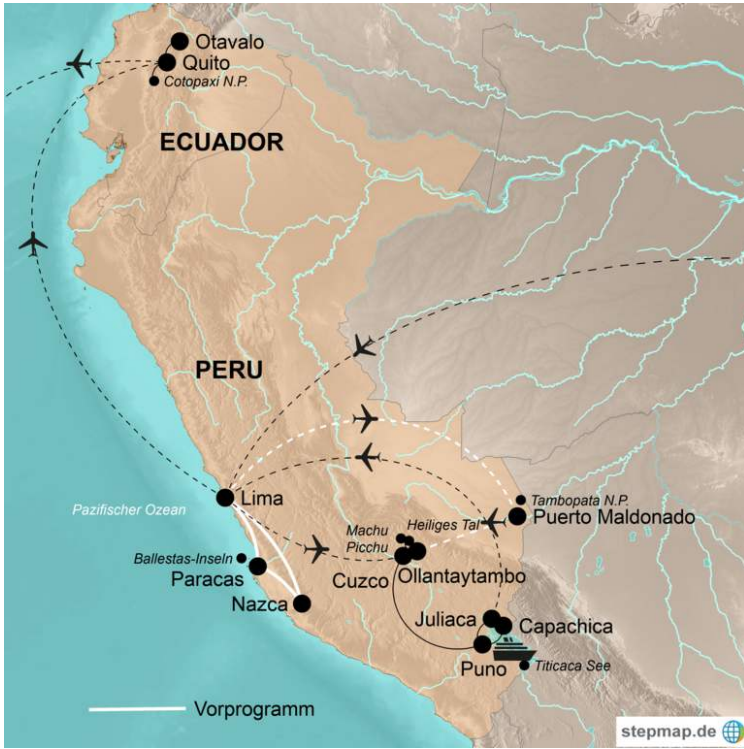 Otavalo
Quito
Cotopaxi N.P.
ECUADOR
PERU
Lima
Pazifischer Ozean
Tambopata N.P.
Puerto Maldonado
Machu
Picchu
Heiliges Tal
Ballestas-Inseln
Paracas
Cuzco
Ollantaytambo
Nazca
Juliaca
Capachica
Puno
Titicaca See
Vorprogramm
stepmap.de